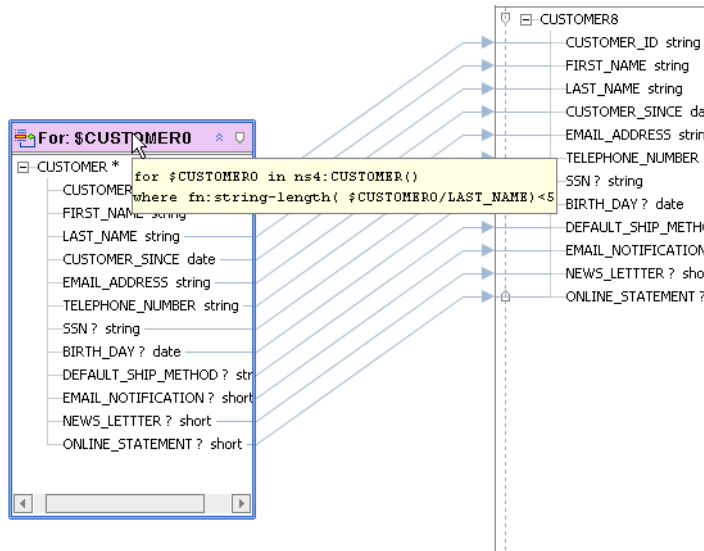 For: $CUSTOMER0
CUSTOMER *
for $CUSTOMER0 in ns4:CUSTOMER()
where fn:string-length( $CUSTOMER0/LAST_NAME)<5
CUSTOMER
FIRST_NAME string
LAST_NAME string
CUSTOMER_SINCE date
EMAIL_ADDRESS string
TELEPHONE_NUMBER string
SSN ? string
BIRTH_DAY ? date
DEFAULT_SHIP_METHOD ? str
EMAIL_NOTIFICATION ? short
NEWS_LETTTER ? short
ONLINE_STATEMENT ? short
CUSTOMER8
CUSTOMER_ID string
FIRST_NAME string
LAST_NAME string
CUSTOMER_SINCE da
EMAIL_ADDRESS strin
TELEPHONE_NUMBER
SSN ? string
BIRTH_DAY ? date
DEFAULT_SHIP_METH
EMAIL_NOTIFICATION
NEWS_LETTTER ? sho
ONLINE_STATEMENT ?